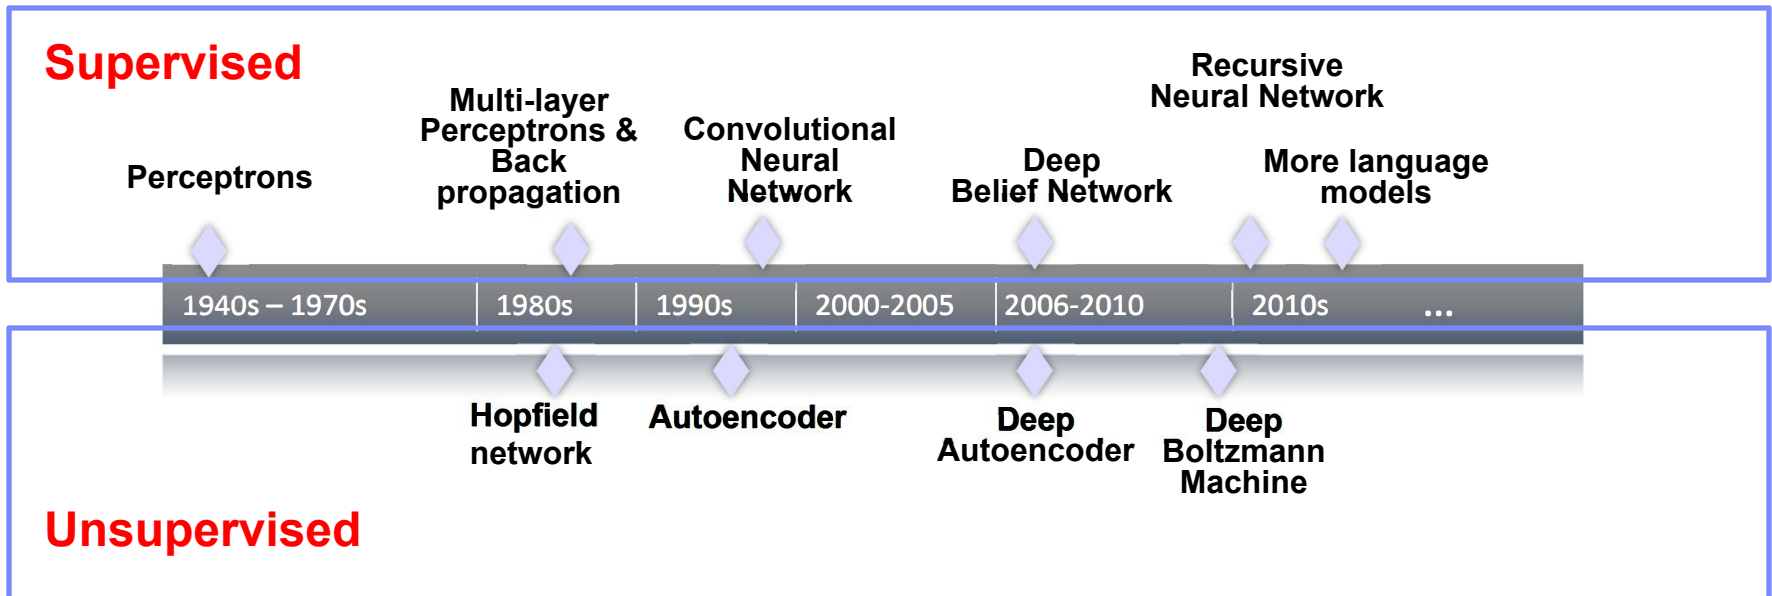 Supervised
Perceptrons
Multi-layer
Perceptrons &
Back
propagation
Convolutional
Neural
Network
Deep
Belief Network
Recursive
Neural Network
More language
models
1940s – 1970s
1980s
1990s
2000-2005
2006-2010
2010s
...
Hopfield
network
Autoencoder
Deep
Autoencoder
Deep
Boltzmann
Machine
Unsupervised